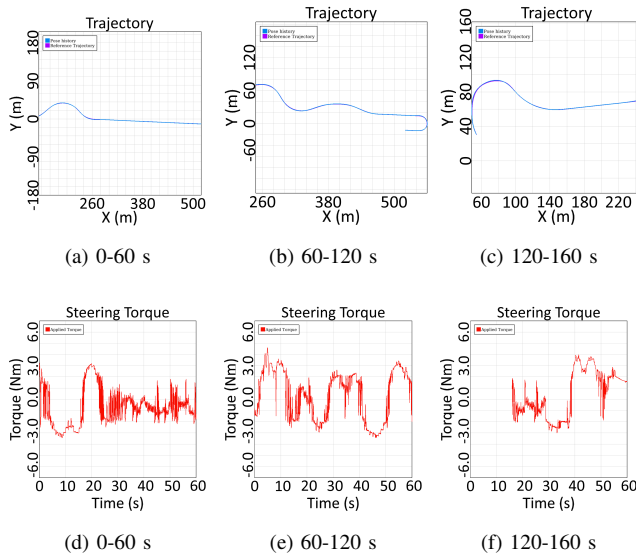 Trajectory
Pose history
Reference Trajectory
180
90
0
-90
-180
Y (m)
260
380
500
X (m)
(a) 0-60 s
Trajectory
Pose history
Reference Trajectory
120
60
0
-60
Y (m)
260
380
500
X (m)
(b) 60-120 s
Trajectory
Pose history
Reference Trajectory
160
120
80
40
0
Y (m)
60
100
140
180
220
X (m)
(c) 120-160 s
Steering Torque
Applied Torque
6.0
3.0
0.0
-3.0
-6.0
Torque (Nm)
0
10
20
30
40
50
60
Time (s)
(d) 0-60 s
Steering Torque
Applied Torque
6.0
3.0
0.0
-3.0
-6.0
Torque (Nm)
0
10
20
30
40
50
60
Time (s)
(e) 60-120 s
Steering Torque
Applied Torque
6.0
3.0
0.0
-3.0
-6.0
Torque (Nm)
0
10
20
30
40
50
60
Time (s)
(f) 120-160 s